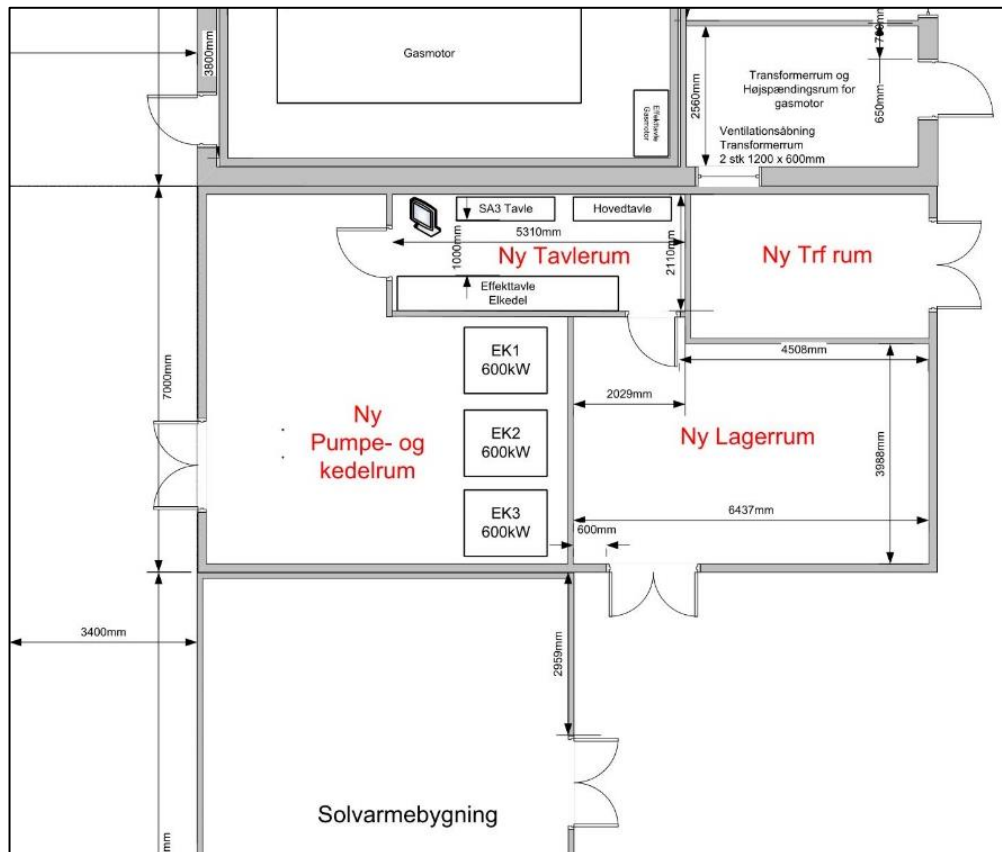 Gasmotor
3800mm
Effekttavle
Gasmotor
2560mm
Transformerrum og
Højspændingsrum for
gasmotor
Ventilationsåbning
Transformerrum
2 stk 1200 x 600mm
650mm
SA3 Tavle
Hovedtavle
5310mm
1000mm
Ny Tavlerum
2110mm
Ny Trf rum
Effekttavle
Elkedel
7000mm
EK1
600kW
4508mm
2029mm
Ny
Pumpe- og
kedelrum
EK2
600kW
Ny Lagerrum
3988mm
EK3
600kW
6437mm
600mm
3400mm
2959mm
Solvarmebygning
mm